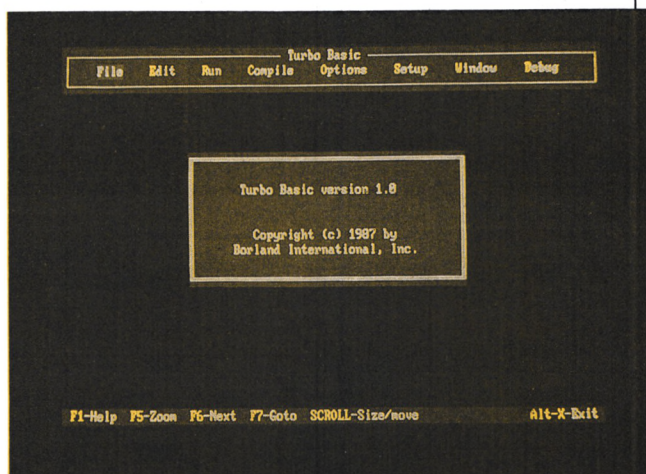 Turbo Basic
File Edit Run Compile Options Setup Window Debug
Turbo Basic version 1.0
Copyright (c) 1987 by
Borland International, Inc.
F1-Help F5-Zoom F6-Next F7-Goto SCROLL-Size/move Alt-X-Exit